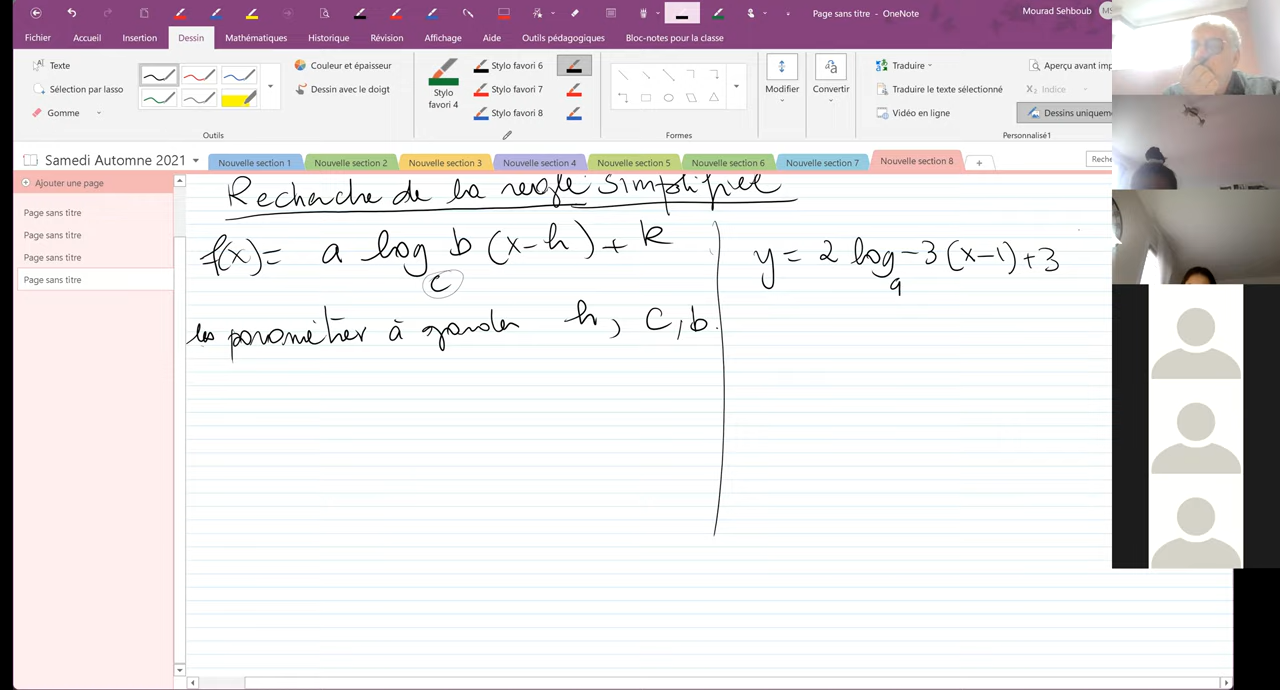 Page sans titre - OneNote
Mourad Sehboub
Fichier Accueil Insertion Dessin Mathématiques Historique Révision Affichage Aide Outils pédagogiques Bloc-notes pour la classe
Texte
Sélection par lasso
Gomme
Outils
Couleur et épaisseur
Dessin avec le doigt
Stylo favori 4
Stylo favori 6
Stylo favori 7
Stylo favori 8
Formes
Modifier
Convertir
Traduire
Traduire le texte sélectionné
Vidéo en ligne
Aperçu avant imp
Indice
Dessins uniqueme
Personnalisé1
Samedi Automne 2021
Nouvelle section 1 Nouvelle section 2 Nouvelle section 3 Nouvelle section 4 Nouvelle section 5 Nouvelle section 6 Nouvelle section 7 Nouvelle section 8 +
Reche
Ajouter une page
Page sans titre
Page sans titre
Page sans titre
Page sans titre
Recherche de la règle simplifiée
f(x) = a log b (x-h) + k
c
les paramètier à garder h, c, b.
y = 2 log -3 (x-1) + 3
9